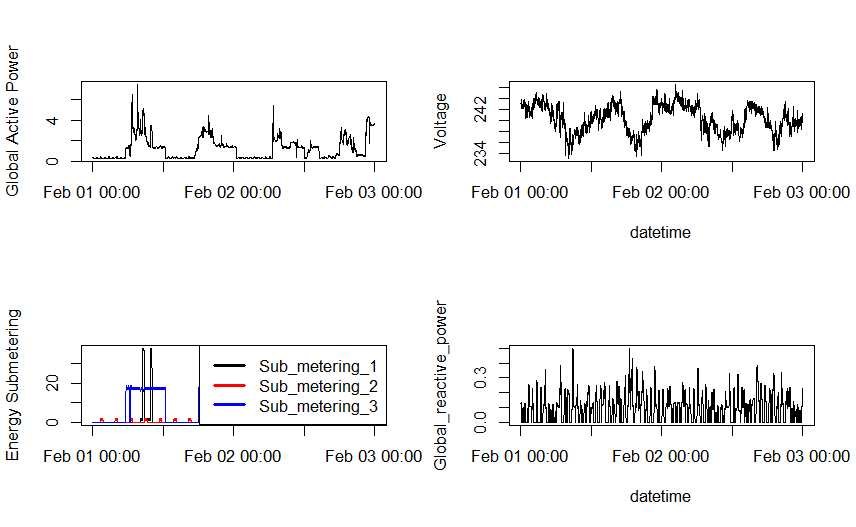 Global Active Power
4
0
Feb 01 00:00 Feb 02 00:00 Feb 03 00:00
Voltage
242
234
Feb 01 00:00 Feb 02 00:00 Feb 03 00:00
datetime
Energy Submetering
20
0
Sub_metering_1
Sub_metering_2
Sub_metering_3
Feb 01 00:00 Feb 02 00:00 Feb 03 00:00
Global_reactive_power
0.3
0.0
Feb 01 00:00 Feb 02 00:00 Feb 03 00:00
datetime